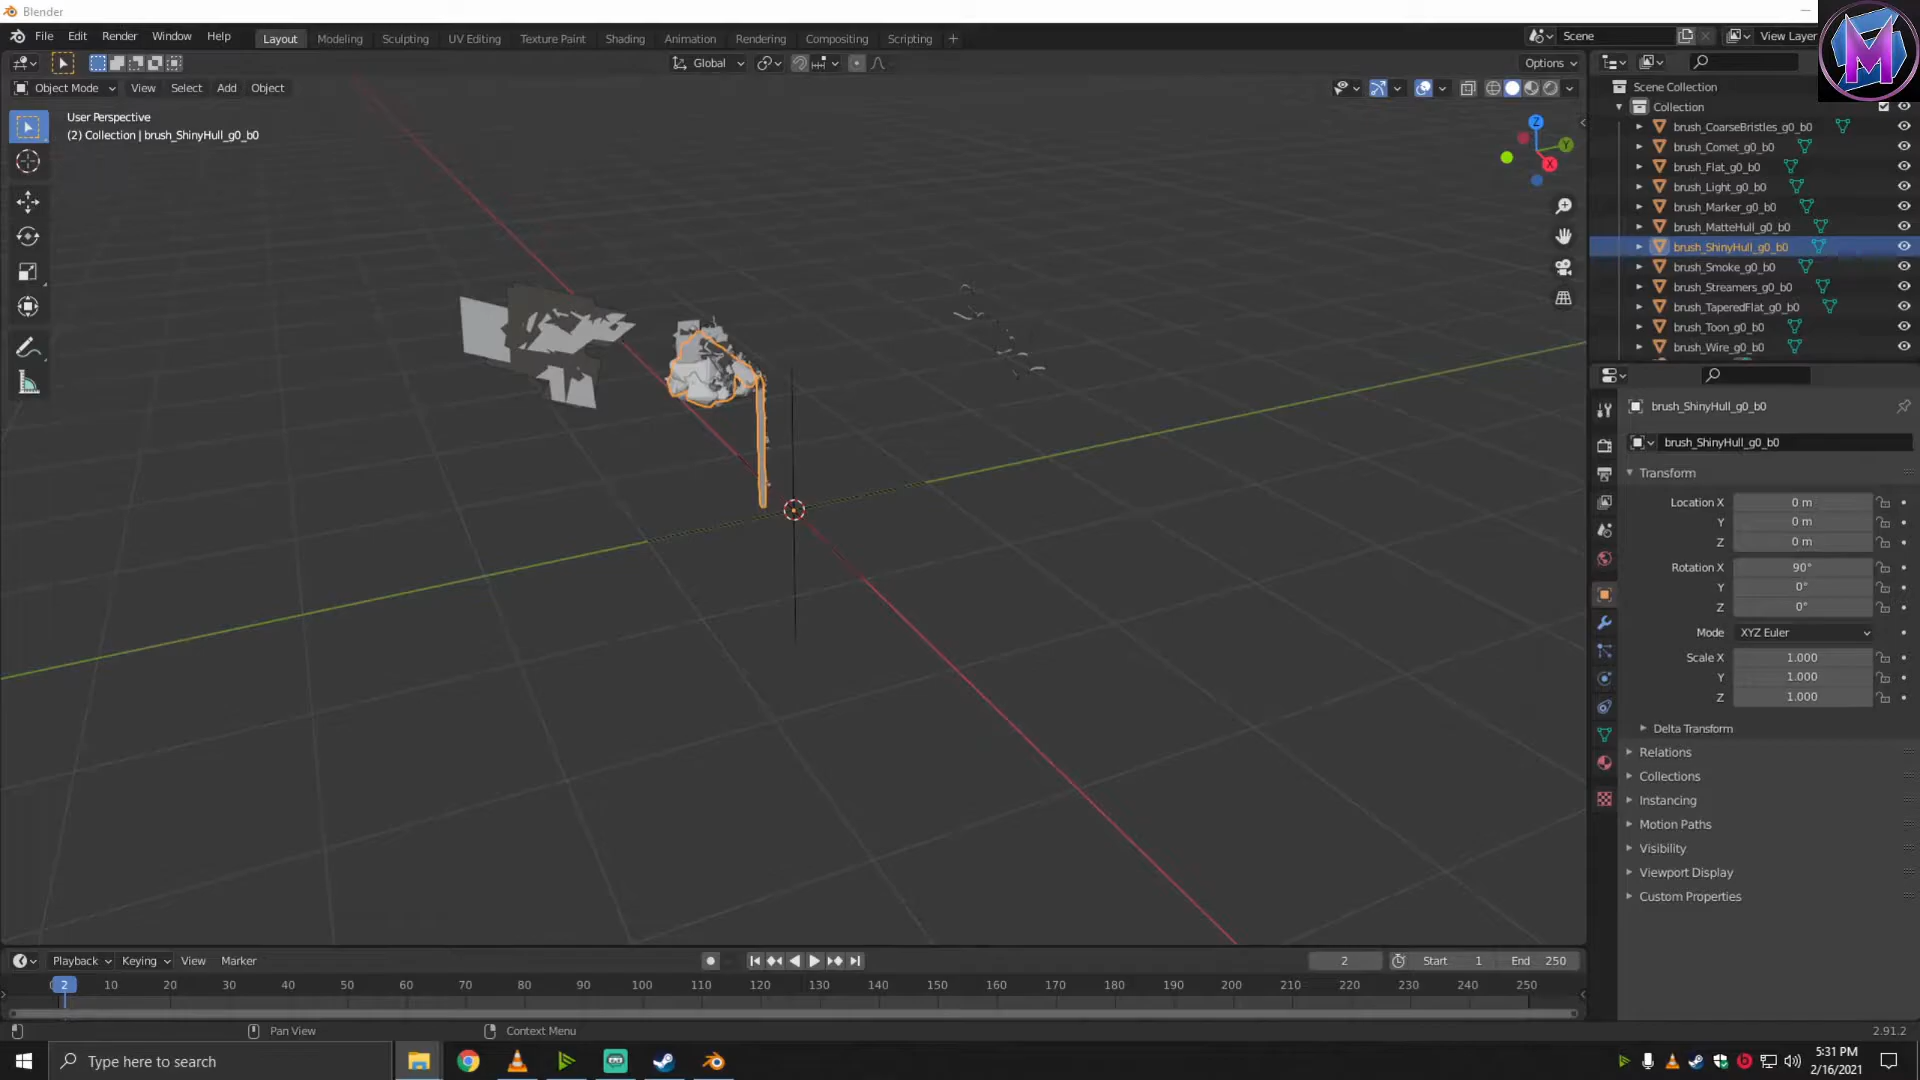 Blender
File Edit Render Window Help Layout Modeling Sculpting UV Editing Texture Paint Shading Animation Rendering Compositing Scripting + Scene View Layer
Global Options
Object Mode View Select Add Object
User Perspective
(2) Collection | brush_ShinyHull_g0_b0
Z
Y
X
M
Scene Collection
Collection
brush_CoarseBristles_g0_b0
brush_Comet_g0_b0
brush_Flat_g0_b0
brush_Light_g0_b0
brush_Marker_g0_b0
brush_MatteHull_g0_b0
brush_ShinyHull_g0_b0
brush_Smoke_g0_b0
brush_Streamers_g0_b0
brush_TaperedFlat_g0_b0
brush_Toon_g0_b0
brush_Wire_g0_b0
brush_ShinyHull_g0_b0
brush_ShinyHull_g0_b0
Transform
Location X 0 m
Y 0 m
Z 0 m
Rotation X 90°
Y 0°
Z 0°
Mode XYZ Euler
Scale X 1.000
Y 1.000
Z 1.000
Delta Transform
Relations
Collections
Instancing
Motion Paths
Visibility
Viewport Display
Custom Properties
Playback Keying View Marker 2 Start 1 End 250
2 10 20 30 40 50 60 70 80 90 100 110 120 130 140 150 160 170 180 190 200 210 220 230 240 250
Pan View Context Menu 2.91.2
Type here to search
5:31 PM
2/16/2021